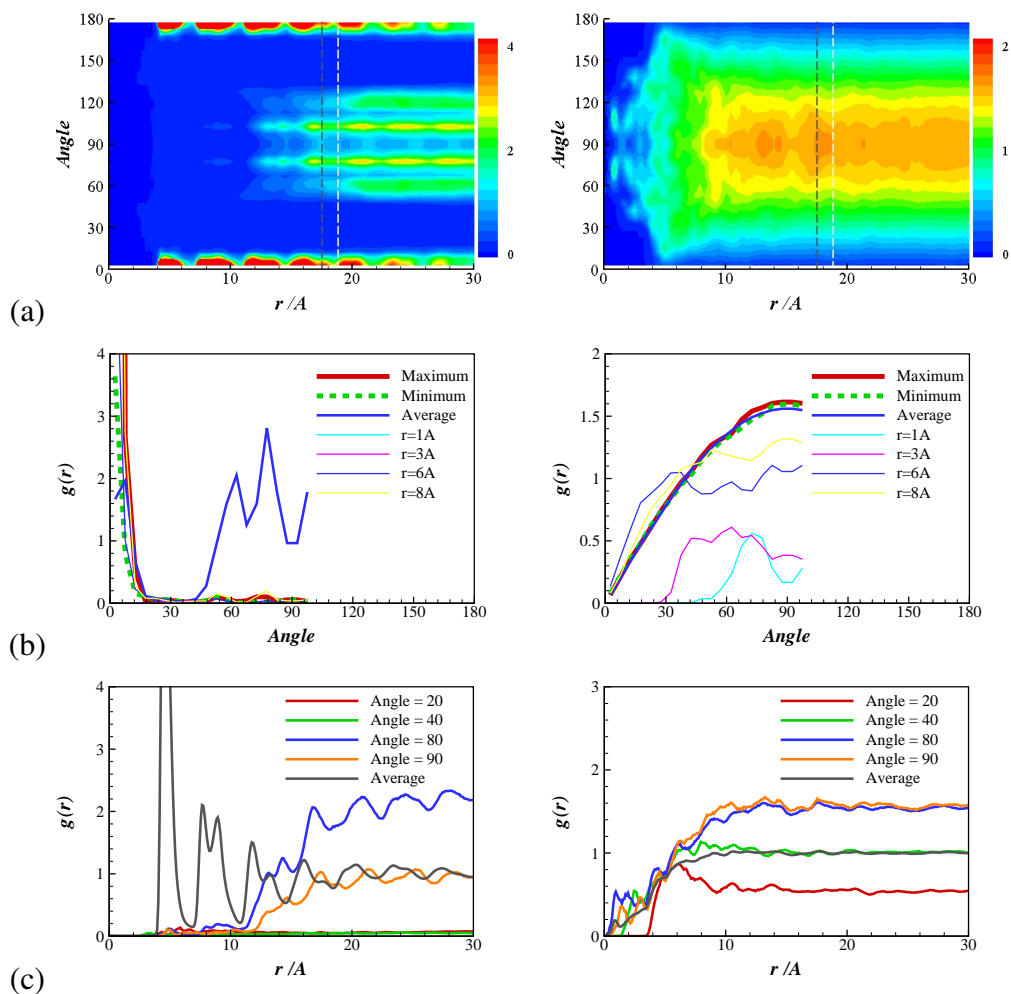 180
150
120
90
60
30
0
Angle
0
10
20
30
r /A
4
2
0
180
150
120
90
60
30
0
Angle
0
10
20
30
r /A
2
1
0
(a)
4
3
2
1
0
g(r)
0
30
60
90
120
150
180
Angle
Maximum
Minimum
Average
r=1A
r=3A
r=6A
r=8A
2
1.5
1
0.5
0
g(r)
0
30
60
90
120
150
180
Angle
Maximum
Minimum
Average
r=1A
r=3A
r=6A
r=8A
(b)
4
3
2
1
0
g(r)
0
10
20
30
r /A
Angle = 20
Angle = 40
Angle = 80
Angle = 90
Average
3
2
1
0
g(r)
0
10
20
30
r /A
Angle = 20
Angle = 40
Angle = 80
Angle = 90
Average
(c)